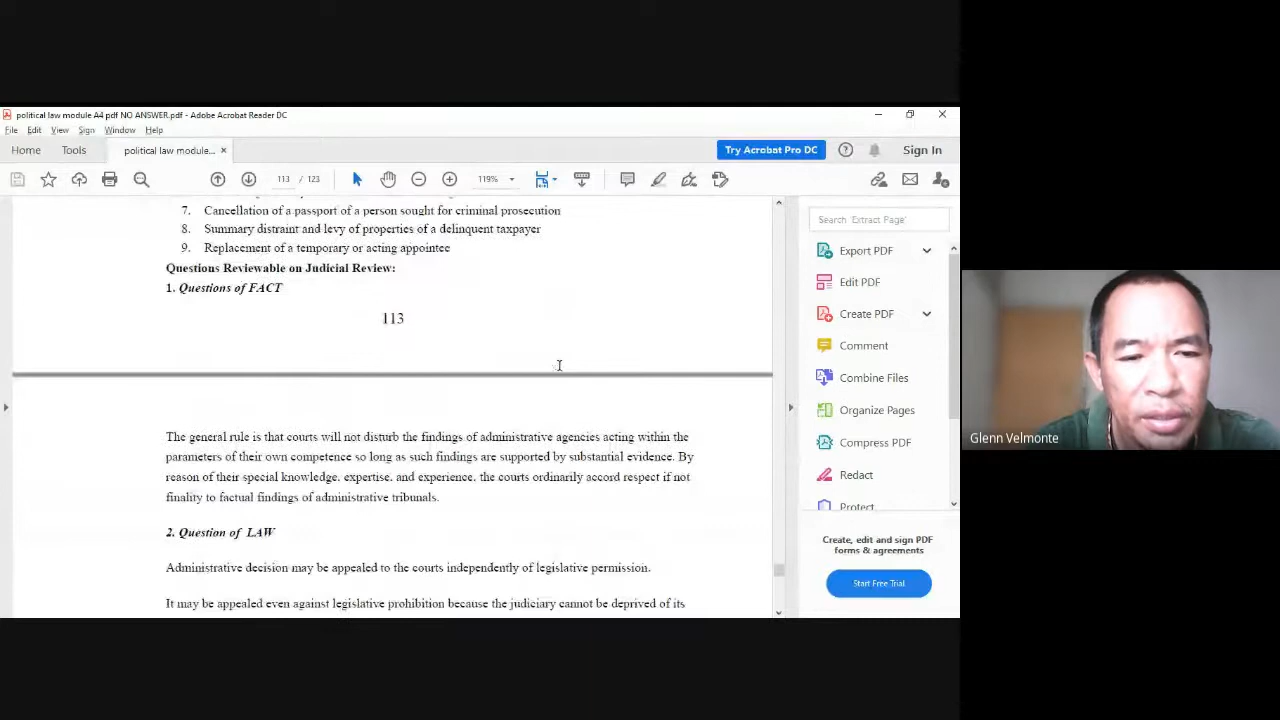 political law module A4 pdf NO ANSWER.pdf - Adobe Acrobat Reader DC
File Edit View Sign Window Help
Home Tools political law module... × Try Acrobat Pro DC Sign In
113 / 123 119%
7. Cancellation of a passport of a person sought for criminal prosecution
8. Summary distraint and levy of properties of a delinquent taxpayer
9. Replacement of a temporary or acting appointee
Questions Reviewable on Judicial Review:
1. Questions of FACT
113
The general rule is that courts will not disturb the findings of administrative agencies acting within the
parameters of their own competence so long as such findings are supported by substantial evidence. By
reason of their special knowledge, expertise, and experience, the courts ordinarily accord respect if not
finality to factual findings of administrative tribunals.
2. Question of LAW
Administrative decision may be appealed to the courts independently of legislative permission.
It may be appealed even against legislative prohibition because the judiciary cannot be deprived of its
Search 'Extract Page'
Export PDF
Edit PDF
Create PDF
Comment
Combine Files
Organize Pages
Compress PDF
Redact
Protect
Create, edit and sign PDF
forms & agreements
Start Free Trial
Glenn Velmonte